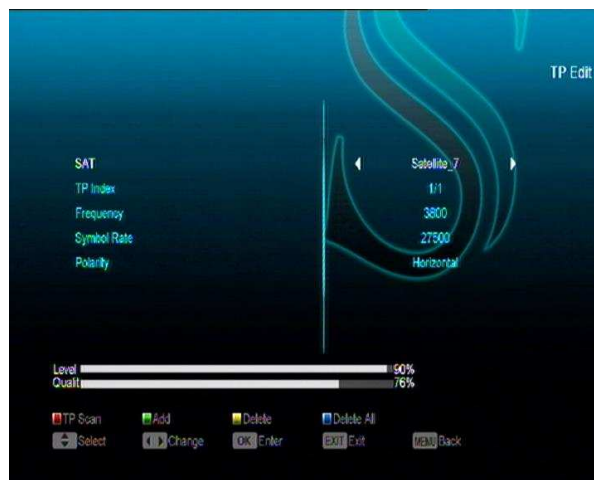 TP Edit
SAT Satellite_7
TP Index 1/1
Frequency 3800
Symbol Rate 27500
Polarity Horizontal
Level 90%
Qualit 76%
TP Scan Add Delete Delete All
Select Change OK Enter EXIT Exit MENU Back